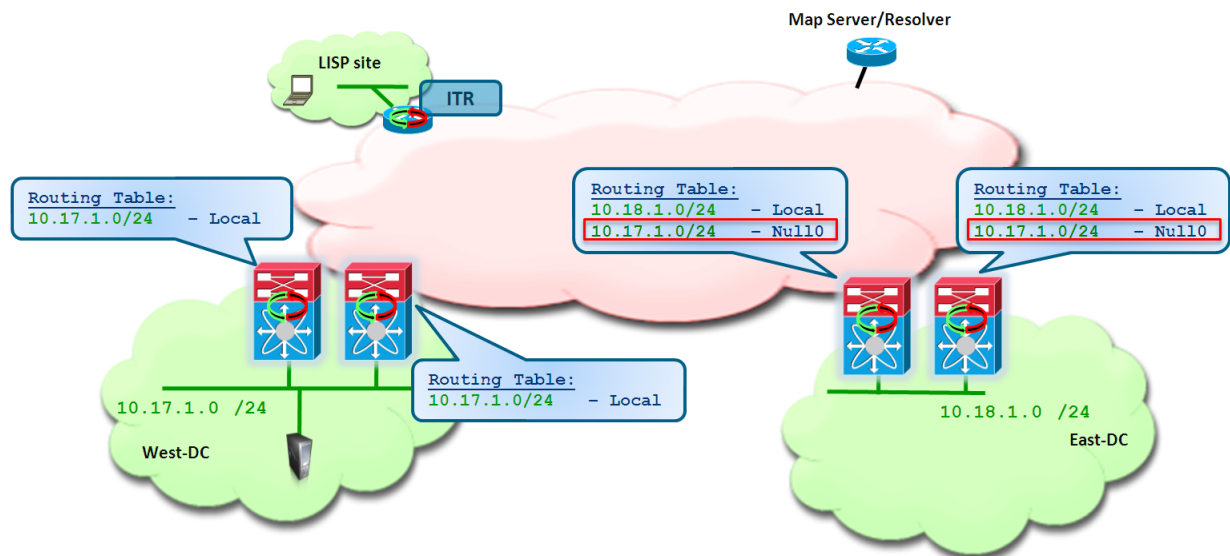 Map Server/Resolver
LISP site
ITR
Routing Table:
10.17.1.0/24 – Local
Routing Table:
10.18.1.0/24 – Local
10.17.1.0/24 – Null0
Routing Table:
10.18.1.0/24 – Local
10.17.1.0/24 – Null0
Routing Table:
10.17.1.0/24 – Local
10.17.1.0 /24
West-DC
10.18.1.0 /24
East-DC